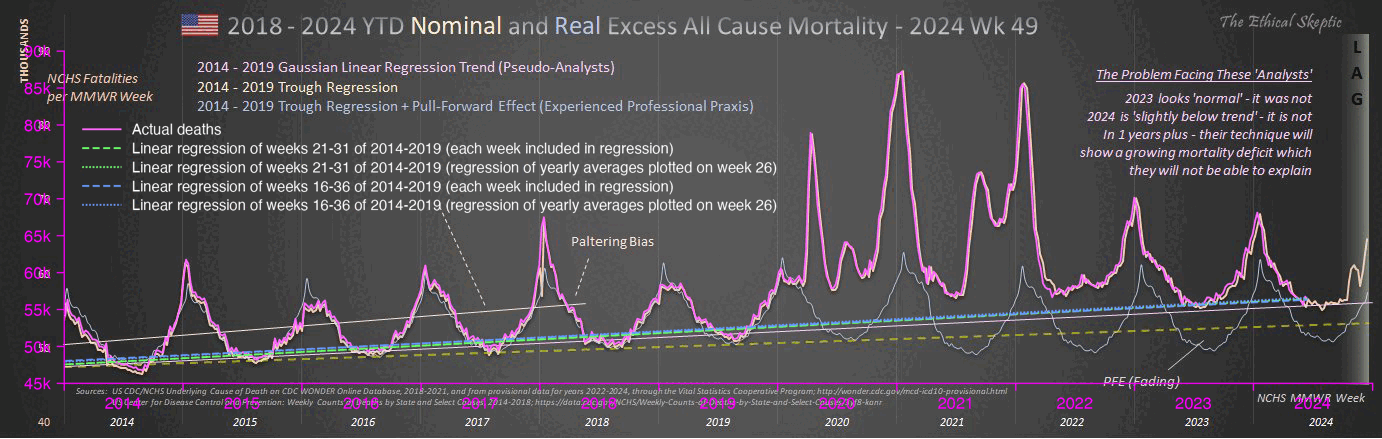 2018 - 2024 YTD Nominal and Real Excess All Cause Mortality - 2024 Wk 49
The Ethical Skeptic
THOUSANDS
NCHS Fatalities
per MMWR Week
2014 - 2019 Gaussian Linear Regression Trend (Pseudo-Analysts)
2014 - 2019 Trough Regression
2014 - 2019 Trough Regression + Pull-Forward Effect (Experienced Professional Praxis)
Actual deaths
Linear regression of weeks 21-31 of 2014-2019 (each week included in regression)
Linear regression of weeks 21-31 of 2014-2019 (regression of yearly averages plotted on week 26)
Linear regression of weeks 16-36 of 2014-2019 (each week included in regression)
Linear regression of weeks 16-36 of 2014-2019 (regression of yearly averages plotted on week 26)
Paltering Bias
The Problem Facing These 'Analysts'
2023 looks 'normal' - it was not
2024 is 'slightly below trend' - it is not
In 1 years plus - their technique will
show a growing mortality deficit which
they will not be able to explain
L
A
G
90k
85k
80k
75k
70k
65k
60k
55k
50k
45k
40
PFE (Fading)
Sources: US CDC/NCHS Underlying Cause of Death on CDC WONDER Online Database, 2018-2021, and from provisional data for years 2022-2024, through the Vital Statistics Cooperative Program; http://wonder.cdc.gov/mcd-icd10-provisional.html
US Center for Disease Control and Prevention: Weekly Counts of Deaths by State and Select Causes, 2014-2018; https://data.cdc.gov/NCHS/Weekly-Counts-of-Deaths-by-State-and-Select-Causes/
NCHS MMWR Week
2014 2015 2016 2017 2018 2019 2020 2021 2022 2023 2024
2014 2015 2016 2017 2018 2019 2020 2021 2022 2023 2024